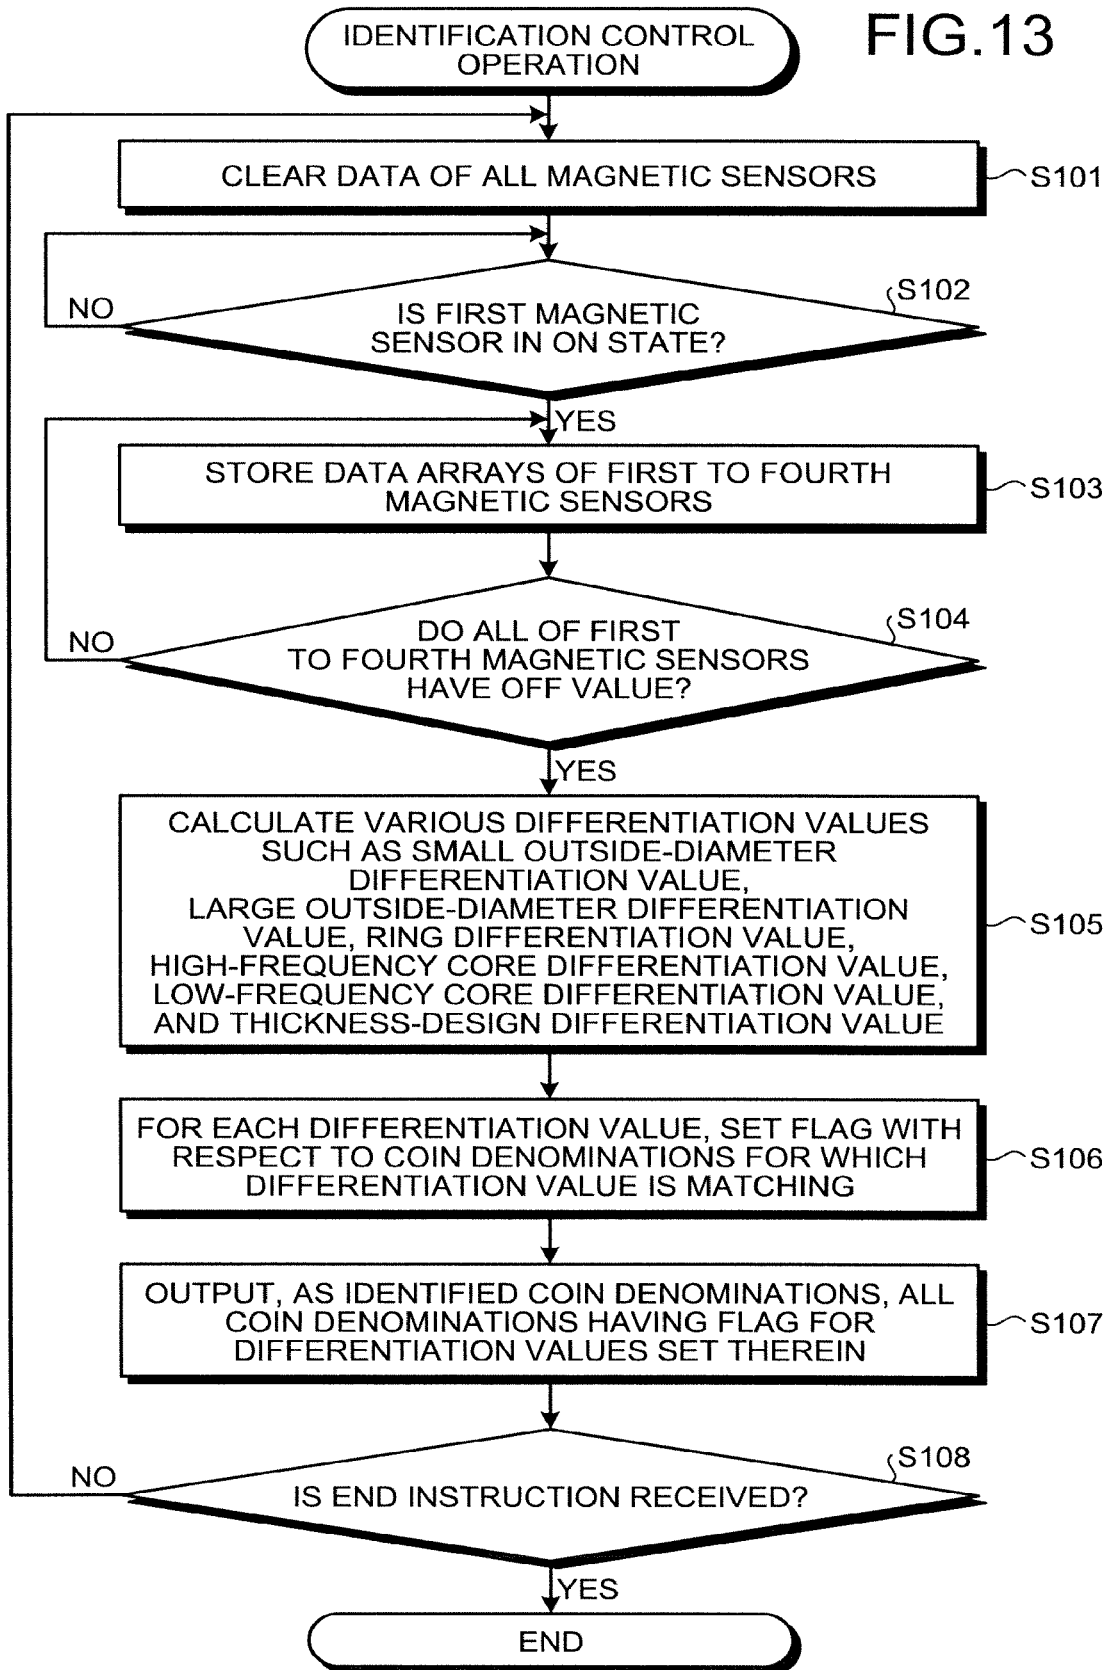 FIG.13
IDENTIFICATION CONTROL
OPERATION
CLEAR DATA OF ALL MAGNETIC SENSORS
S101
S102
NO
IS FIRST MAGNETIC
SENSOR IN ON STATE?
YES
STORE DATA ARRAYS OF FIRST TO FOURTH
MAGNETIC SENSORS
S103
S104
NO
DO ALL OF FIRST
TO FOURTH MAGNETIC SENSORS
HAVE OFF VALUE?
YES
CALCULATE VARIOUS DIFFERENTIATION VALUES
SUCH AS SMALL OUTSIDE-DIAMETER
DIFFERENTIATION VALUE,
LARGE OUTSIDE-DIAMETER DIFFERENTIATION
VALUE, RING DIFFERENTIATION VALUE,
HIGH-FREQUENCY CORE DIFFERENTIATION VALUE,
LOW-FREQUENCY CORE DIFFERENTIATION VALUE,
AND THICKNESS-DESIGN DIFFERENTIATION VALUE
S105
FOR EACH DIFFERENTIATION VALUE, SET FLAG WITH
RESPECT TO COIN DENOMINATIONS FOR WHICH
DIFFERENTIATION VALUE IS MATCHING
S106
OUTPUT, AS IDENTIFIED COIN DENOMINATIONS, ALL
COIN DENOMINATIONS HAVING FLAG FOR
DIFFERENTIATION VALUES SET THEREIN
S107
S108
NO
IS END INSTRUCTION RECEIVED?
YES
END